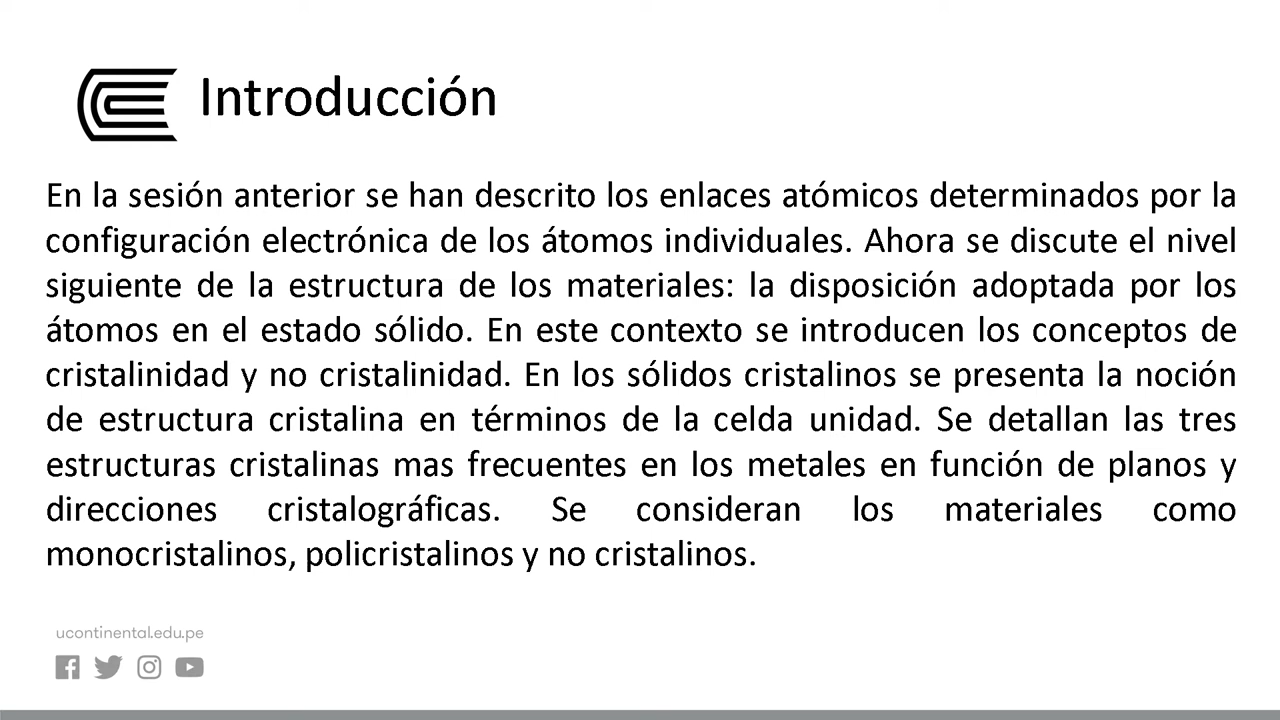 Introducción
En la sesión anterior se han descrito los enlaces atómicos determinados por la
configuración electrónica de los átomos individuales. Ahora se discute el nivel
siguiente de la estructura de los materiales: la disposición adoptada por los
átomos en el estado sólido. En este contexto se introducen los conceptos de
cristalinidad y no cristalinidad. En los sólidos cristalinos se presenta la noción
de estructura cristalina en términos de la celda unidad. Se detallan las tres
estructuras cristalinas mas frecuentes en los metales en función de planos y
direcciones cristalográficas. Se consideran los materiales como
monocristalinos, policristalinos y no cristalinos.
ucontinental.edu.pe